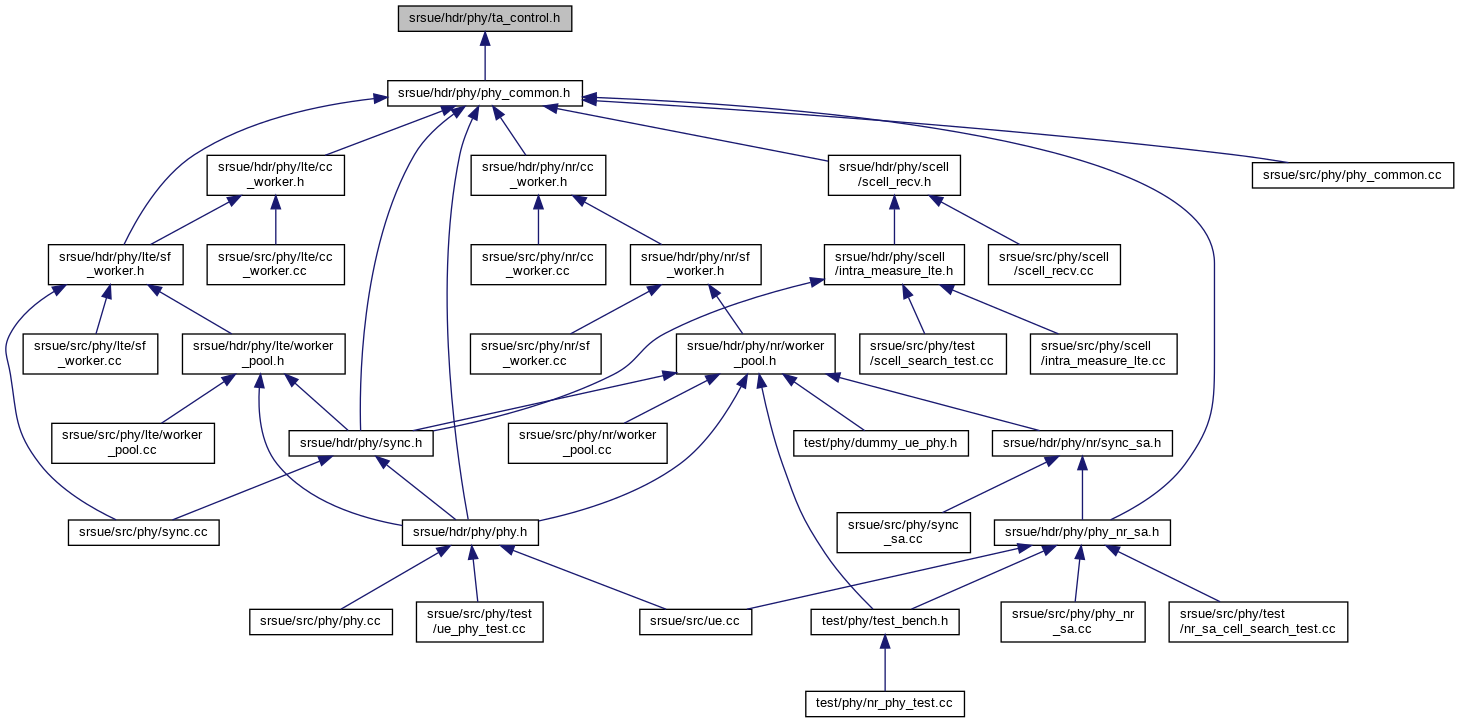 srsue/hdr/phy/ta_control.h
srsue/hdr/phy/phy_common.h
srsue/hdr/phy/lte/cc
_worker.h
srsue/hdr/phy/nr/cc
_worker.h
srsue/hdr/phy/scell
/scell_recv.h
srsue/src/phy/phy_common.cc
srsue/hdr/phy/lte/sf
_worker.h
srsue/src/phy/lte/cc
_worker.cc
srsue/src/phy/nr/cc
_worker.cc
srsue/hdr/phy/nr/sf
_worker.h
srsue/hdr/phy/scell
/intra_measure_lte.h
srsue/src/phy/scell
/scell_recv.cc
srsue/src/phy/lte/sf
_worker.cc
srsue/hdr/phy/lte/worker
_pool.h
srsue/src/phy/nr/sf
_worker.cc
srsue/hdr/phy/nr/worker
_pool.h
srsue/src/phy/test
/scell_search_test.cc
srsue/src/phy/scell
/intra_measure_lte.cc
srsue/src/phy/lte/worker
_pool.cc
srsue/hdr/phy/sync.h
srsue/src/phy/nr/worker
_pool.cc
test/phy/dummy_ue_phy.h
srsue/hdr/phy/nr/sync_sa.h
srsue/src/phy/sync.cc
srsue/hdr/phy/phy.h
srsue/src/phy/sync
_sa.cc
srsue/hdr/phy/phy_nr_sa.h
srsue/src/phy/phy.cc
srsue/src/phy/test
/ue_phy_test.cc
srsue/src/ue.cc
test/phy/test_bench.h
srsue/src/phy/phy_nr
_sa.cc
srsue/src/phy/test
/nr_sa_cell_search_test.cc
test/phy/nr_phy_test.cc